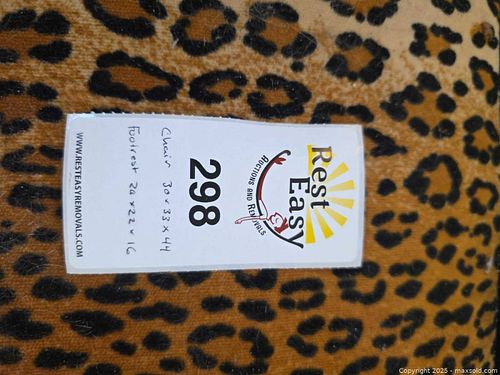 Rest
Easy
AUCTIONS AND REMOVALS
298
Chair 30 x 33 x 44
Footrest 29 x 22 x 16
WWW.RESTEASYREMOVALS.COM
Copyright 2025 - maxsold.com